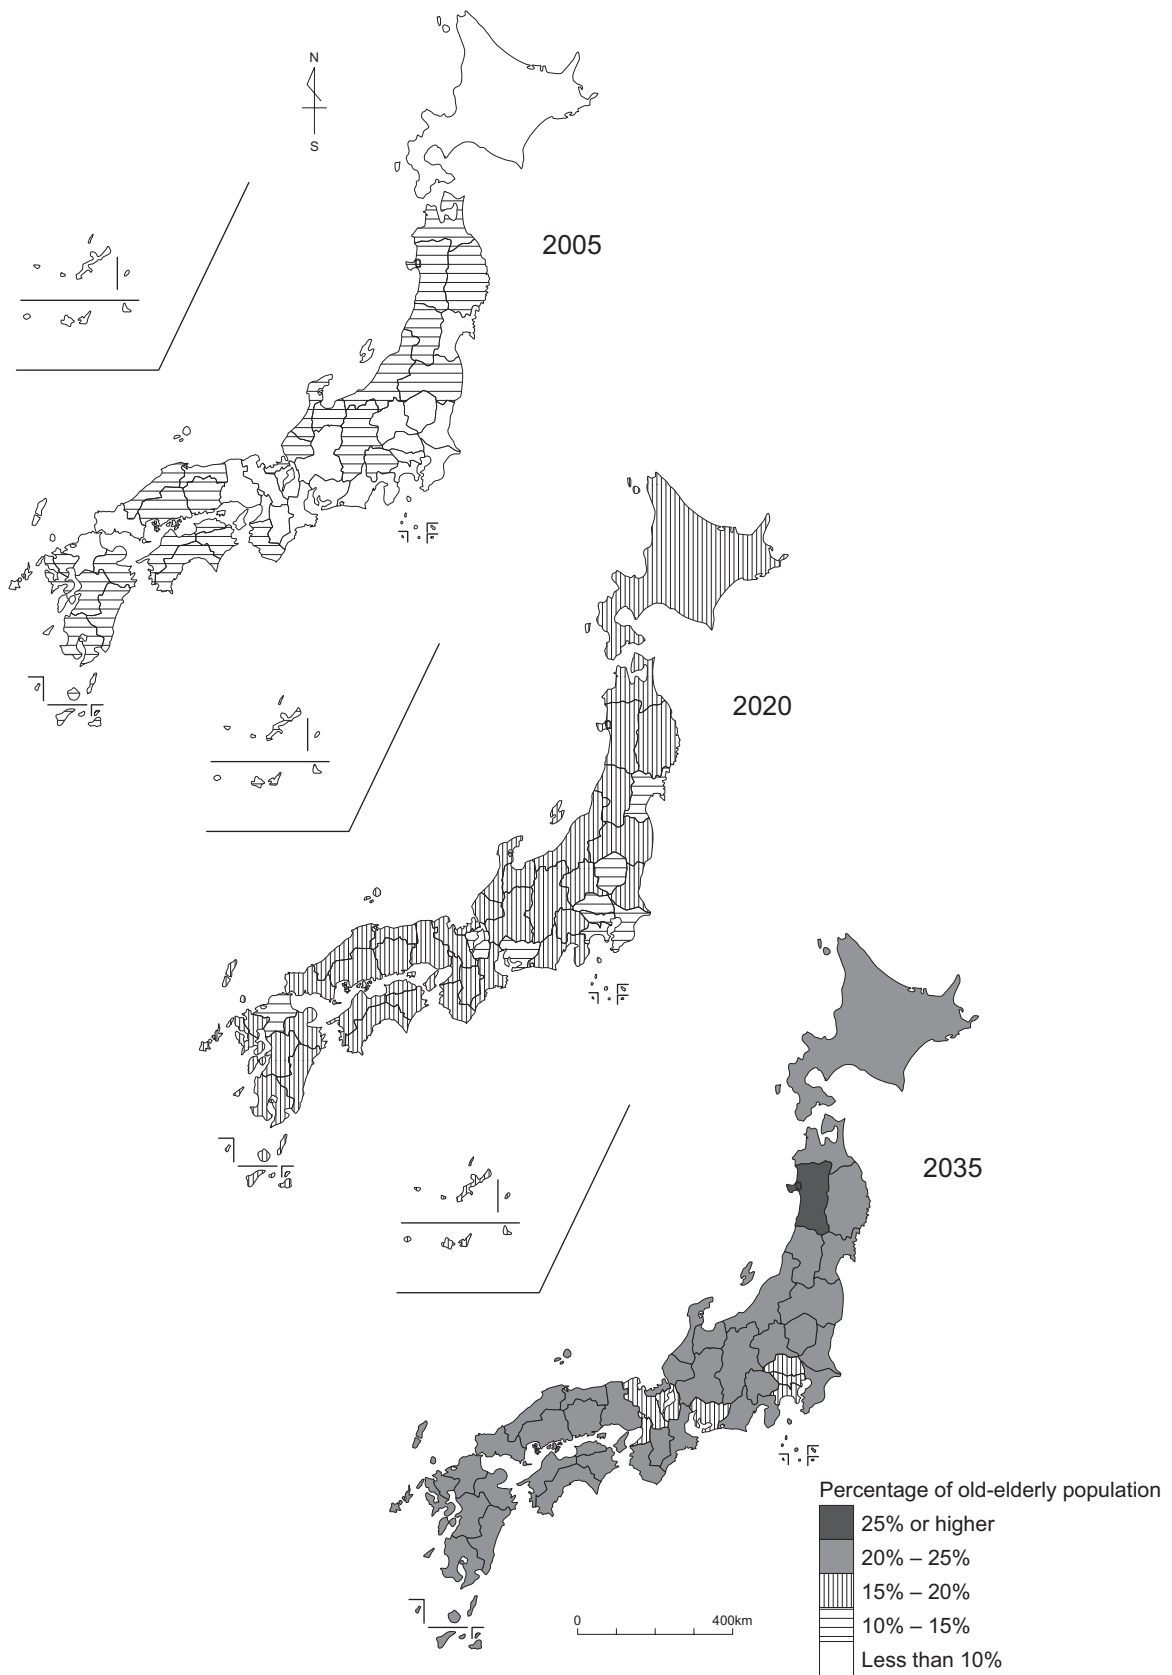 N
S
2005
2020
2035
Percentage of old-elderly population
25% or higher
20% – 25%
15% – 20%
10% – 15%
Less than 10%
0 400km